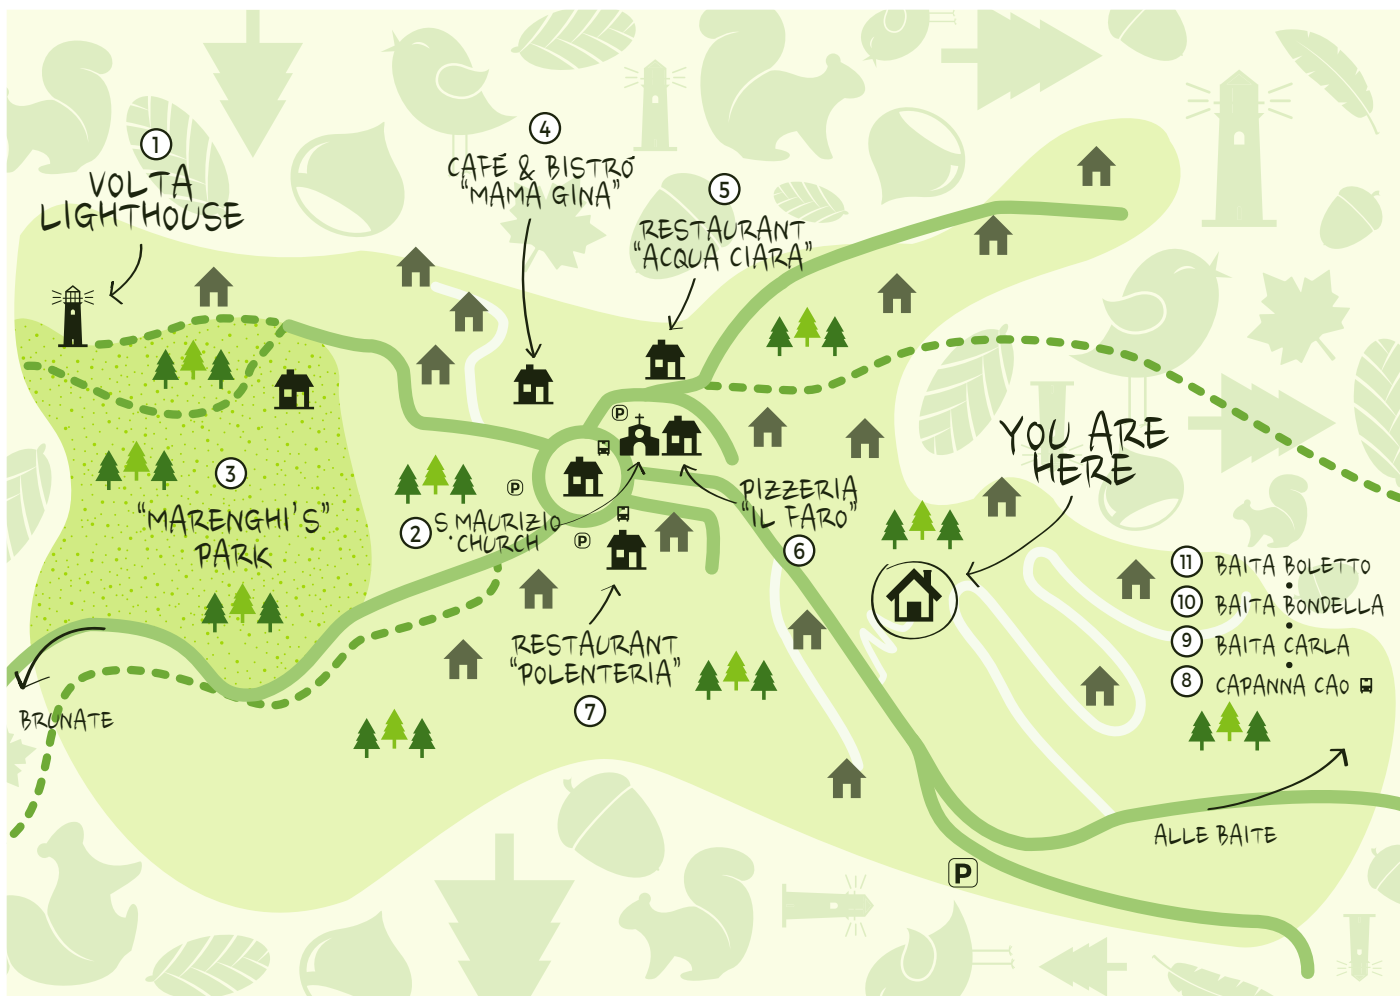 1
VOLTA
LIGHTHOUSE
4
CAFÉ & BISTRÓ
"MAMA GINA"
5
RESTAURANT
"ACQUA CIARA"
P
YOU ARE
HERE
3
"MARENGHI'S"
PARK
P
2
S. MAURIZIO
CHURCH
P
PIZZERIA
"IL FARO"
6
11 BAITA BOLETTO
10 BAITA BONDELLA
9 BAITA CARLA
8 CAPANNA CAO
RESTAURANT
"POLENTERIA"
7
BRUNATE
ALLE BAITE
P